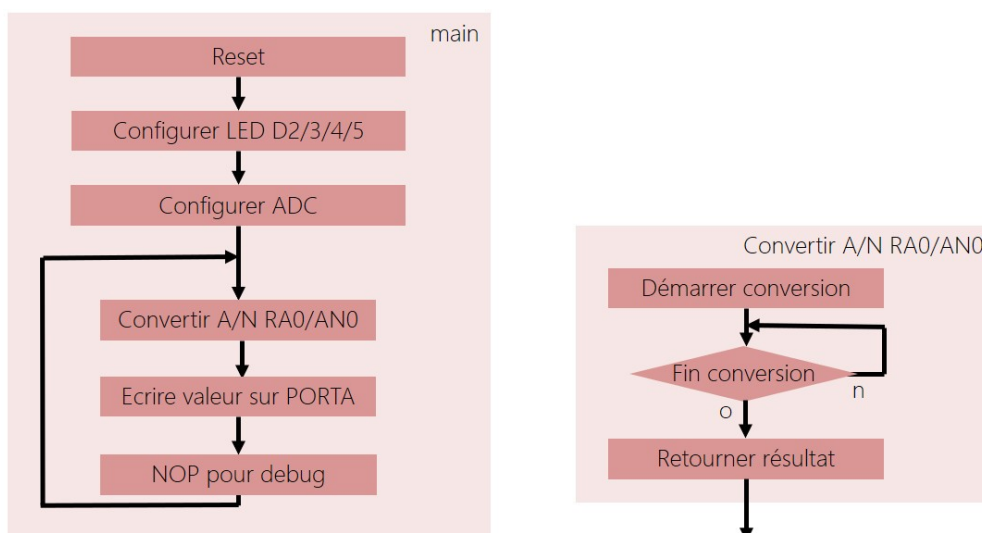 main
Reset
Configurer LED D2/3/4/5
Configurer ADC
Convertir A/N RA0/AN0
Ecrire valeur sur PORTA
NOP pour debug
Convertir A/N RA0/AN0
Démarrer conversion
Fin conversion
n
o
Retourner résultat